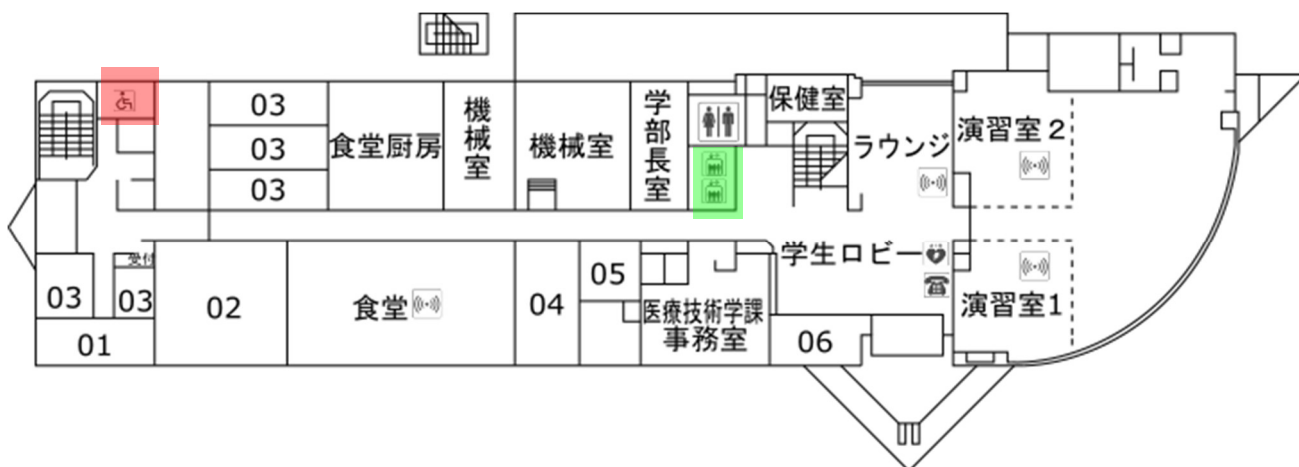 03
03
03
食堂厨房
機械室
機械室
学部長室
保健室
ラウンジ
演習室2
受付
03
03
01
02
食堂
04
05
医療技術学課
事務室
学生ロビー
06
演習室1